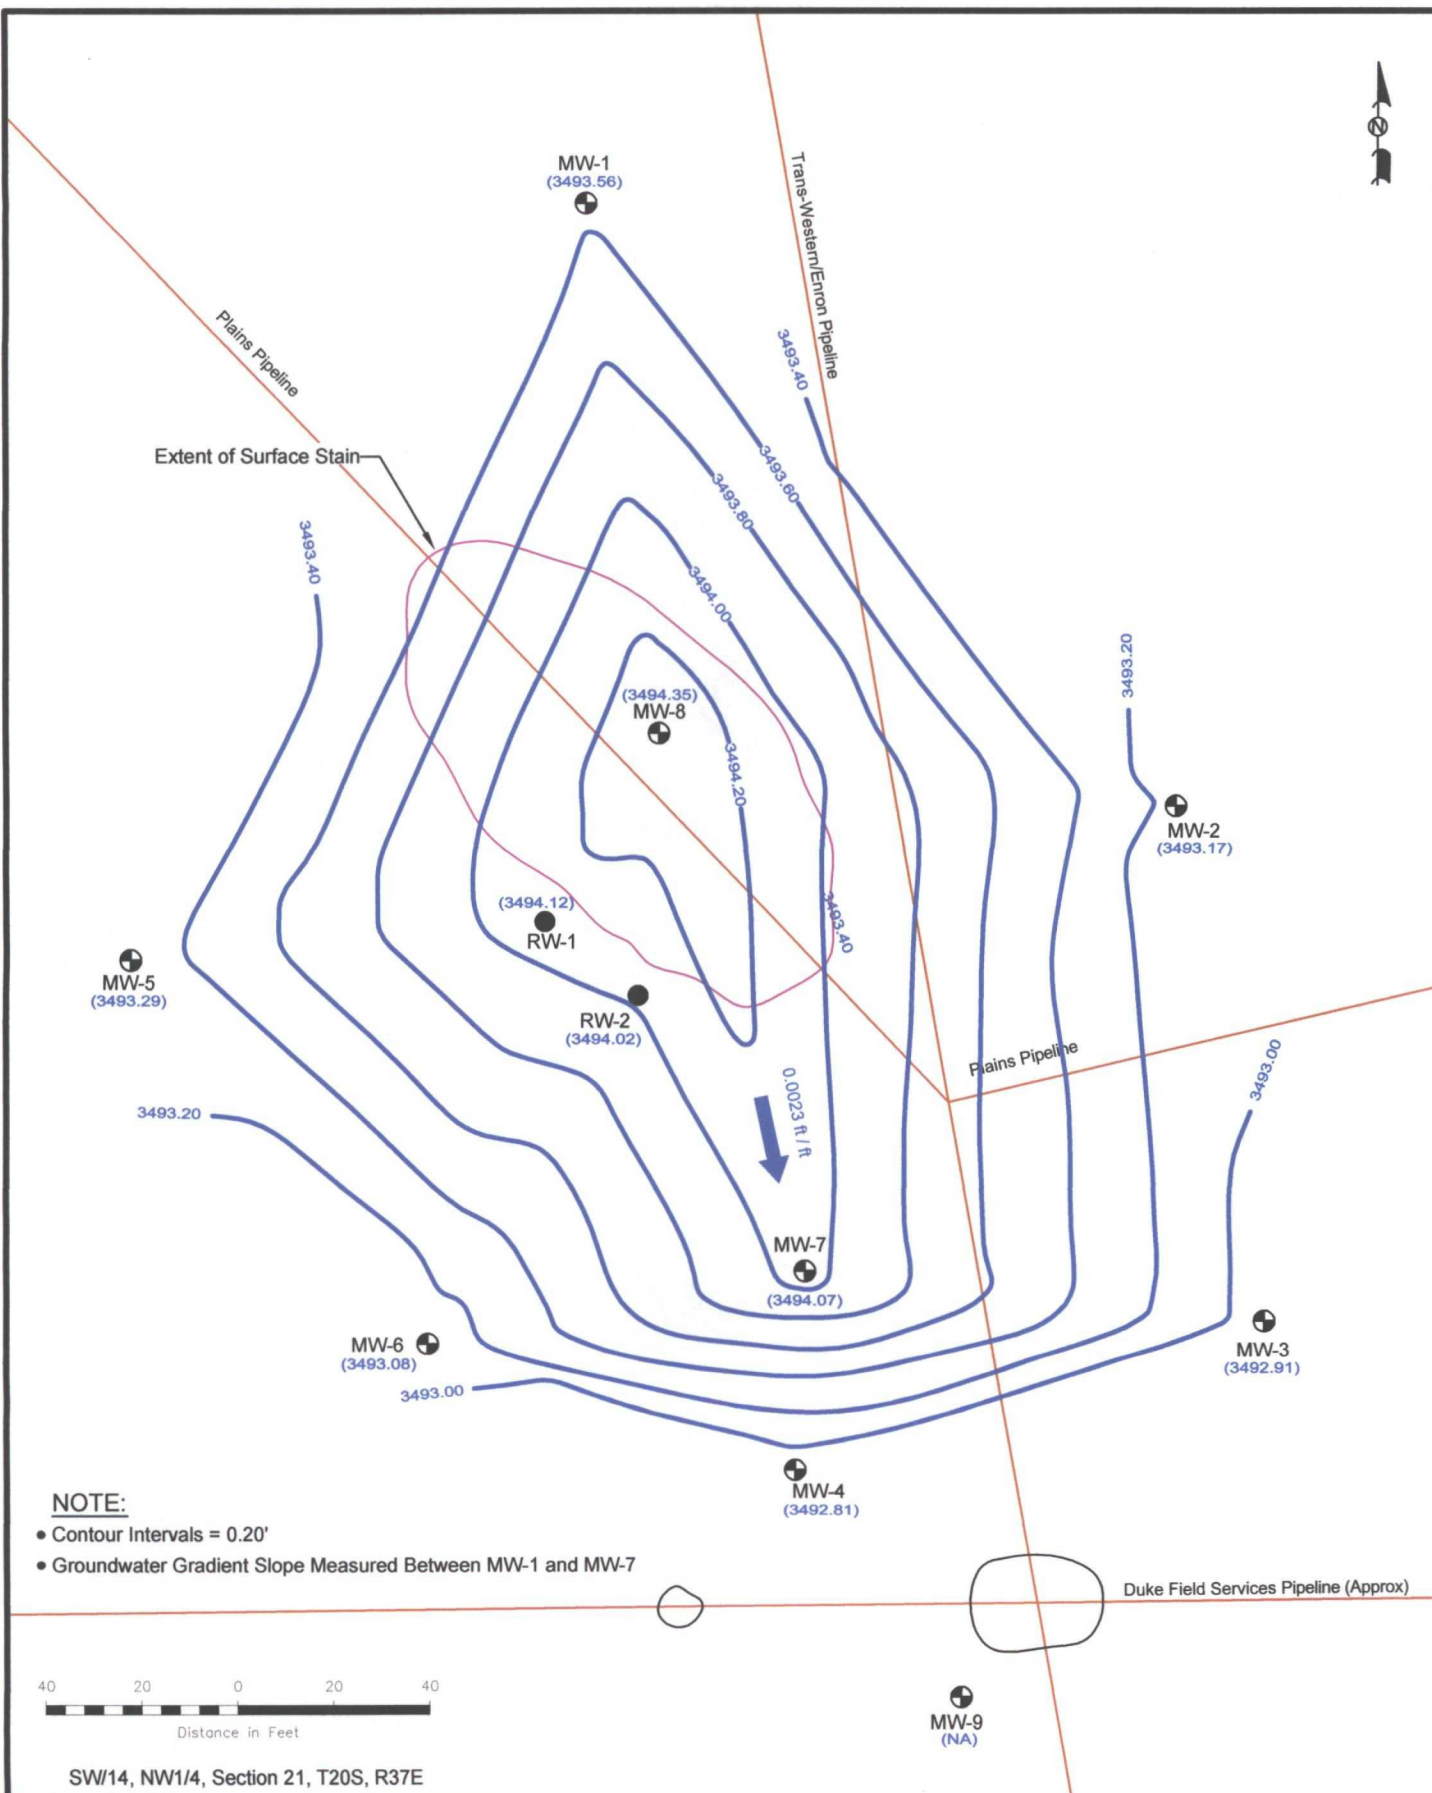 MW-1
(3493.56)
N
Trans-Western/Enron Pipeline
Plains Pipeline
3493.40
Extent of Surface Stain
3493.60
3493.80
3493.40
3494.00
3493.20
(3494.35)
MW-8
3494.20
MW-2
(3493.17)
(3494.12)
RW-1
3493.40
MW-5
(3493.29)
RW-2
(3494.02)
Plains Pipeline
3493.00
0.0023 ft / ft
3493.20
MW-7
(3494.07)
MW-6
(3493.08)
MW-3
(3492.91)
3493.00
MW-4
(3492.81)
NOTE:
• Contour Intervals = 0.20'
• Groundwater Gradient Slope Measured Between MW-1 and MW-7
Duke Field Services Pipeline (Approx)
40 20 0 20 40
Distance in Feet
MW-9
(NA)
SW/14, NW1/4, Section 21, T20S, R37E